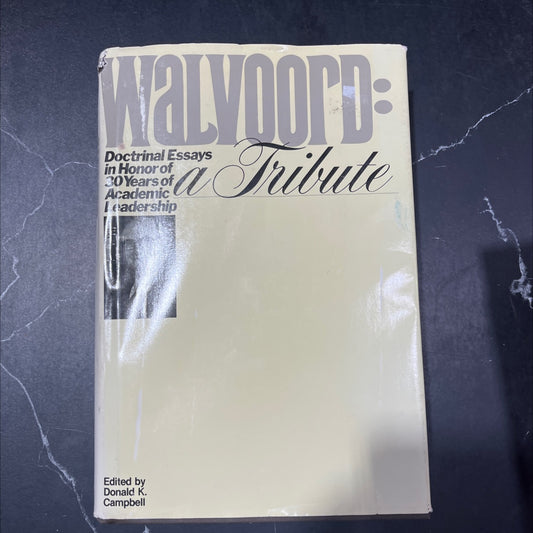 WaLVOOrD:
a Tribute
Doctrinal Essays
in Honor of
30 Years of
Academic
Leadership
Edited by
Donald K.
Campbell